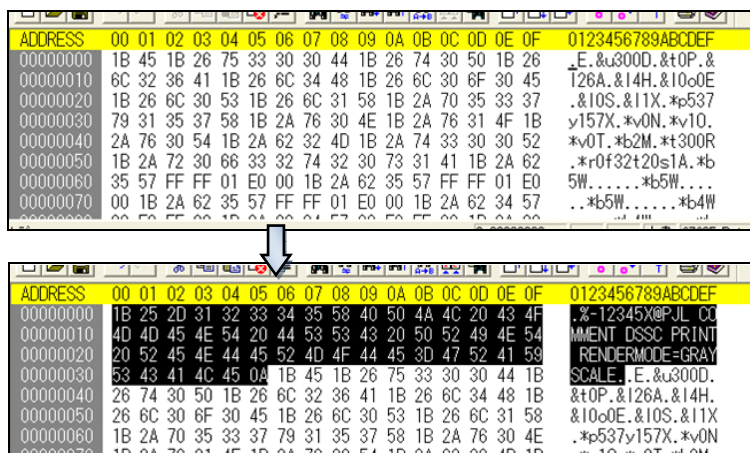 ADDRESS 00 01 02 03 04 05 06 07 08 09 0A 0B 0C 0D 0E 0F 0123456789ABCDEF
00000000 1B 45 1B 26 75 33 30 30 44 1B 26 74 30 50 1B 26 .E.&u300D.&t0P.&
00000010 6C 32 36 41 1B 26 6C 34 48 1B 26 6C 30 6F 30 45 l26A.&l4H.&l0o0E
00000020 1B 26 6C 30 53 1B 26 6C 31 58 1B 2A 70 35 33 37 .&l0S.&l1X.*p537
00000030 79 31 35 37 58 1B 2A 76 30 4E 1B 2A 76 31 4F 1B y157X.*v0N.*v1O.
00000040 2A 76 30 54 1B 2A 62 32 4D 1B 2A 74 33 30 30 52 *v0T.*b2M.*t300R
00000050 1B 2A 72 30 66 33 32 74 32 30 73 31 41 1B 2A 62 .*r0f32t20s1A.*b
00000060 35 57 FF FF 01 E0 00 1B 2A 62 35 57 FF FF 01 E0 5W......*b5W....
00000070 00 1B 2A 62 35 57 FF FF 01 E0 00 1B 2A 62 34 57 ..*b5W......*b4W
ADDRESS 00 01 02 03 04 05 06 07 08 09 0A 0B 0C 0D 0E 0F 0123456789ABCDEF
00000000 1B 25 2D 31 32 33 34 35 58 40 50 4A 4C 20 43 4F .%-12345X@PJL CO
00000010 4D 4D 45 4E 54 20 44 53 53 43 20 50 52 49 4E 54 MMENT DSSC PRINT
00000020 20 52 45 4E 44 45 52 4D 4F 44 45 3D 47 52 41 59 RENDERMODE=GRAY
00000030 53 43 41 4C 45 0A 1B 45 1B 26 75 33 30 30 44 1B SCALE..E.&u300D.
00000040 26 74 30 50 1B 26 6C 32 36 41 1B 26 6C 34 48 1B &t0P.&l26A.&l4H.
00000050 26 6C 30 6F 30 45 1B 26 6C 30 53 1B 26 6C 31 58 &l0o0E.&l0S.&l1X
00000060 1B 2A 70 35 33 37 79 31 35 37 58 1B 2A 76 30 4E .*p537y157X.*v0N